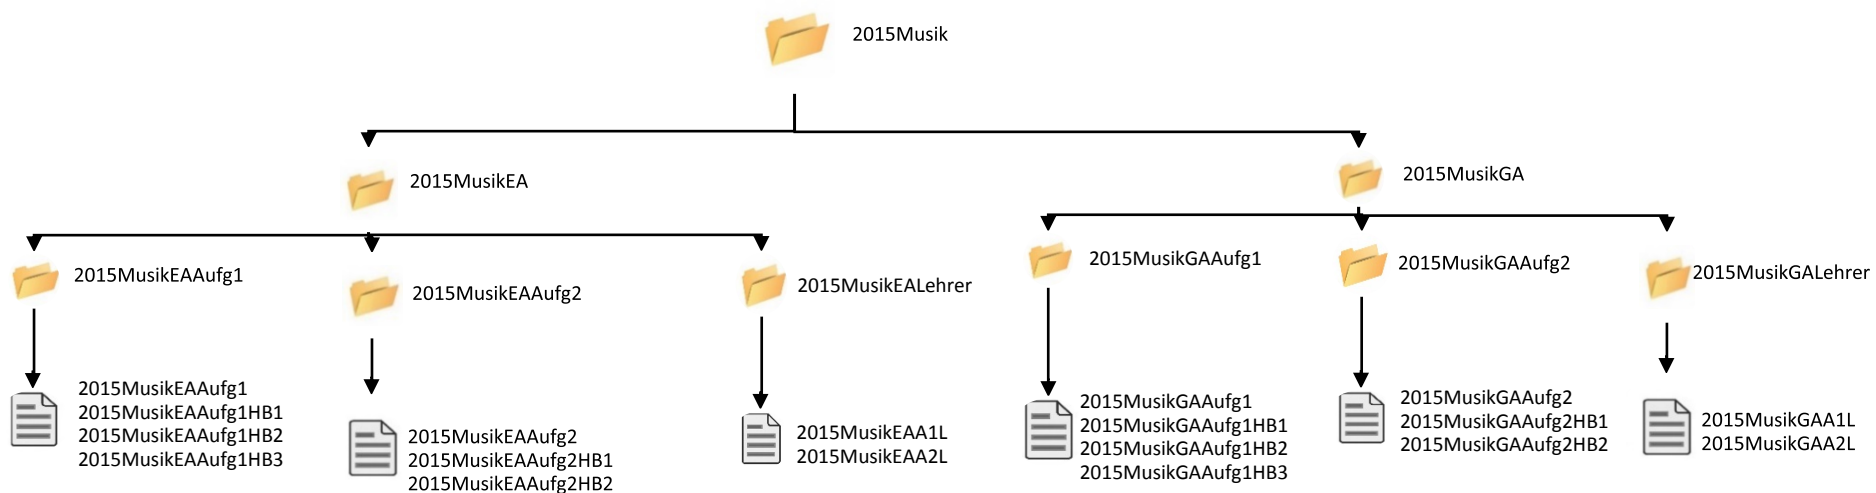 2015Musik
2015MusikEA
2015MusikGA
2015MusikEAAufg1
2015MusikEAAufg2
2015MusikEALehrer
2015MusikGAAufg1
2015MusikGAAufg2
2015MusikGALehrer
2015MusikEAAufg1
2015MusikEAAufg1HB1
2015MusikEAAufg1HB2
2015MusikEAAufg1HB3
2015MusikEAAufg2
2015MusikEAAufg2HB1
2015MusikEAAufg2HB2
2015MusikEAA1L
2015MusikEAA2L
2015MusikGAAufg1
2015MusikGAAufg1HB1
2015MusikGAAufg1HB2
2015MusikGAAufg1HB3
2015MusikGAAufg2
2015MusikGAAufg2HB1
2015MusikGAAufg2HB2
2015MusikGAA1L
2015MusikGAA2L